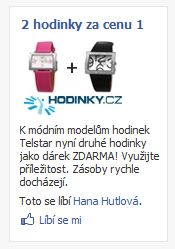 2 hodinky za cenu 1
+
HODINKY.CZ
K módním modelům hodinek
Telstar nyní druhé hodinky
jako dárek ZDARMA! Využijte
příležitost. Zásoby rychle
docházejí.
Toto se líbí Hana Hutlová.
Líbí se mi